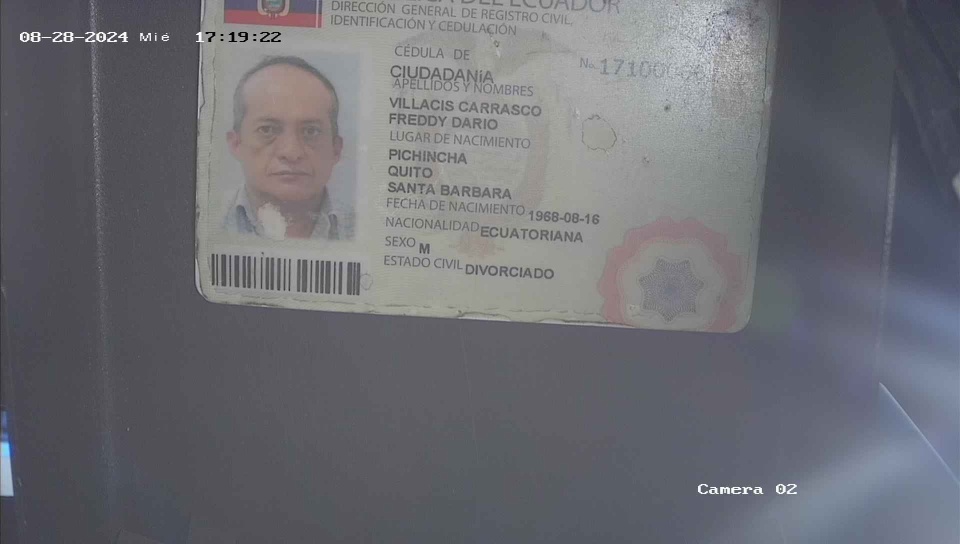 08-28-2024 Mié 17:19:22
DEL ECUADOR
DIRECCIÓN GENERAL DE REGISTRO CIVIL,
IDENTIFICACIÓN Y CEDULACIÓN
CÉDULA DE
CIUDADANÍA
No.
APELLIDOS Y NOMBRES
VILLACIS CARRASCO
FREDDY DARIO
LUGAR DE NACIMIENTO
PICHINCHA
QUITO
SANTA BARBARA
FECHA DE NACIMIENTO 1968-08-16
NACIONALIDAD ECUATORIANA
SEXO M
ESTADO CIVIL DIVORCIADO
Camera 02